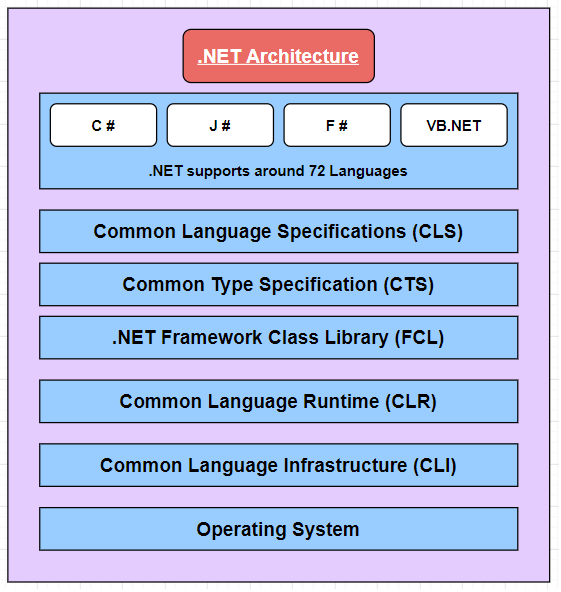 .NET Architecture
C #
J #
F #
VB.NET
.NET supports around 72 Languages
Common Language Specifications (CLS)
Common Type Specification (CTS)
.NET Framework Class Library (FCL)
Common Language Runtime (CLR)
Common Language Infrastructure (CLI)
Operating System